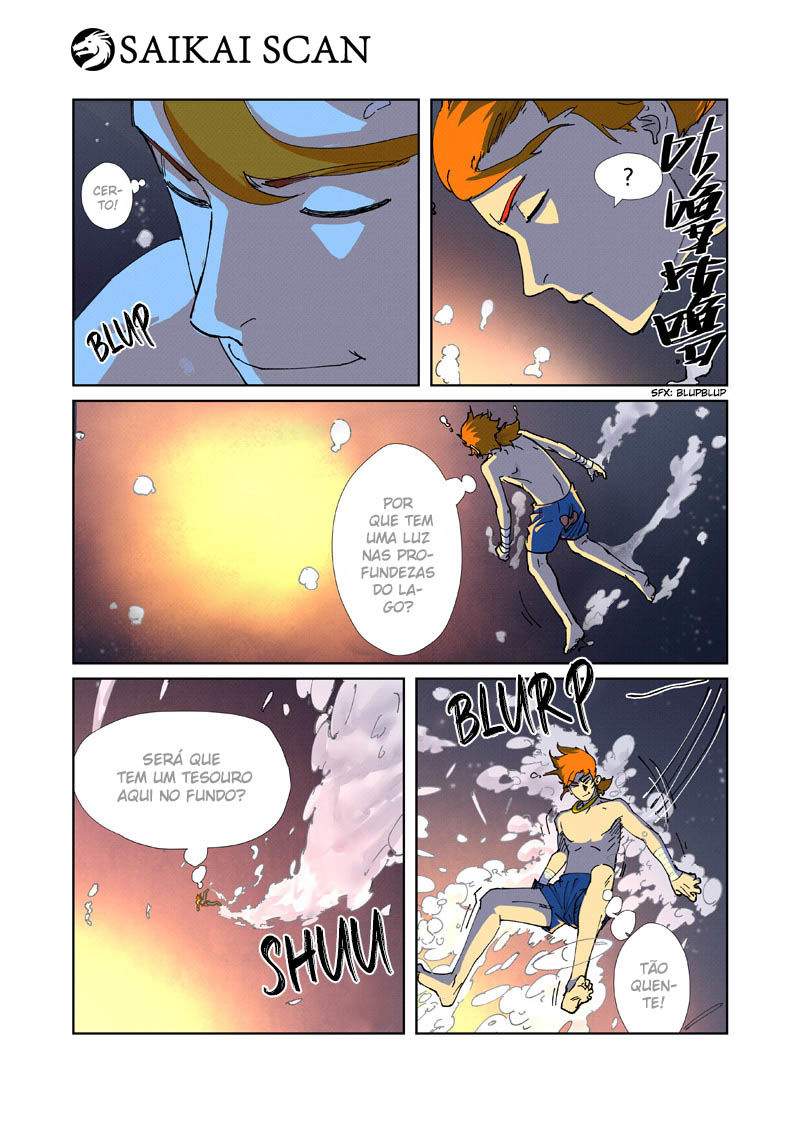 SAIKAI SCAN
CER-
TO!
BLUP
?
SFX: BLUPBLUP
POR
QUE TEM
UMA LUZ
NAS PRO-
FUNDEZAS
DO LA-
GO?
SERÁ QUE
TEM UM TESOURO
AQUI NO FUNDO?
SHUU
BLURP
TÃO
QUEN-
TE!